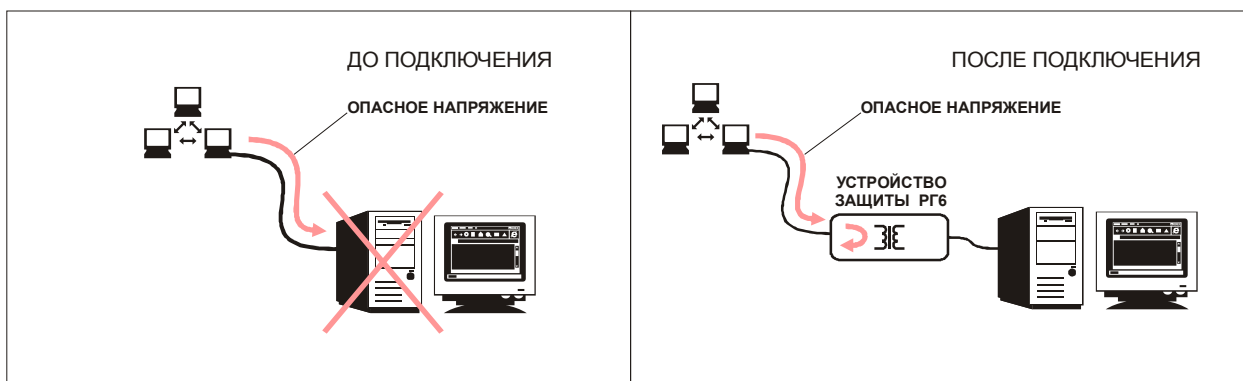 ДО ПОДКЛЮЧЕНИЯ
ОПАСНОЕ НАПРЯЖЕНИЕ
ПОСЛЕ ПОДКЛЮЧЕНИЯ
ОПАСНОЕ НАПРЯЖЕНИЕ
УСТРОЙСТВО
ЗАЩИТЫ РГ6